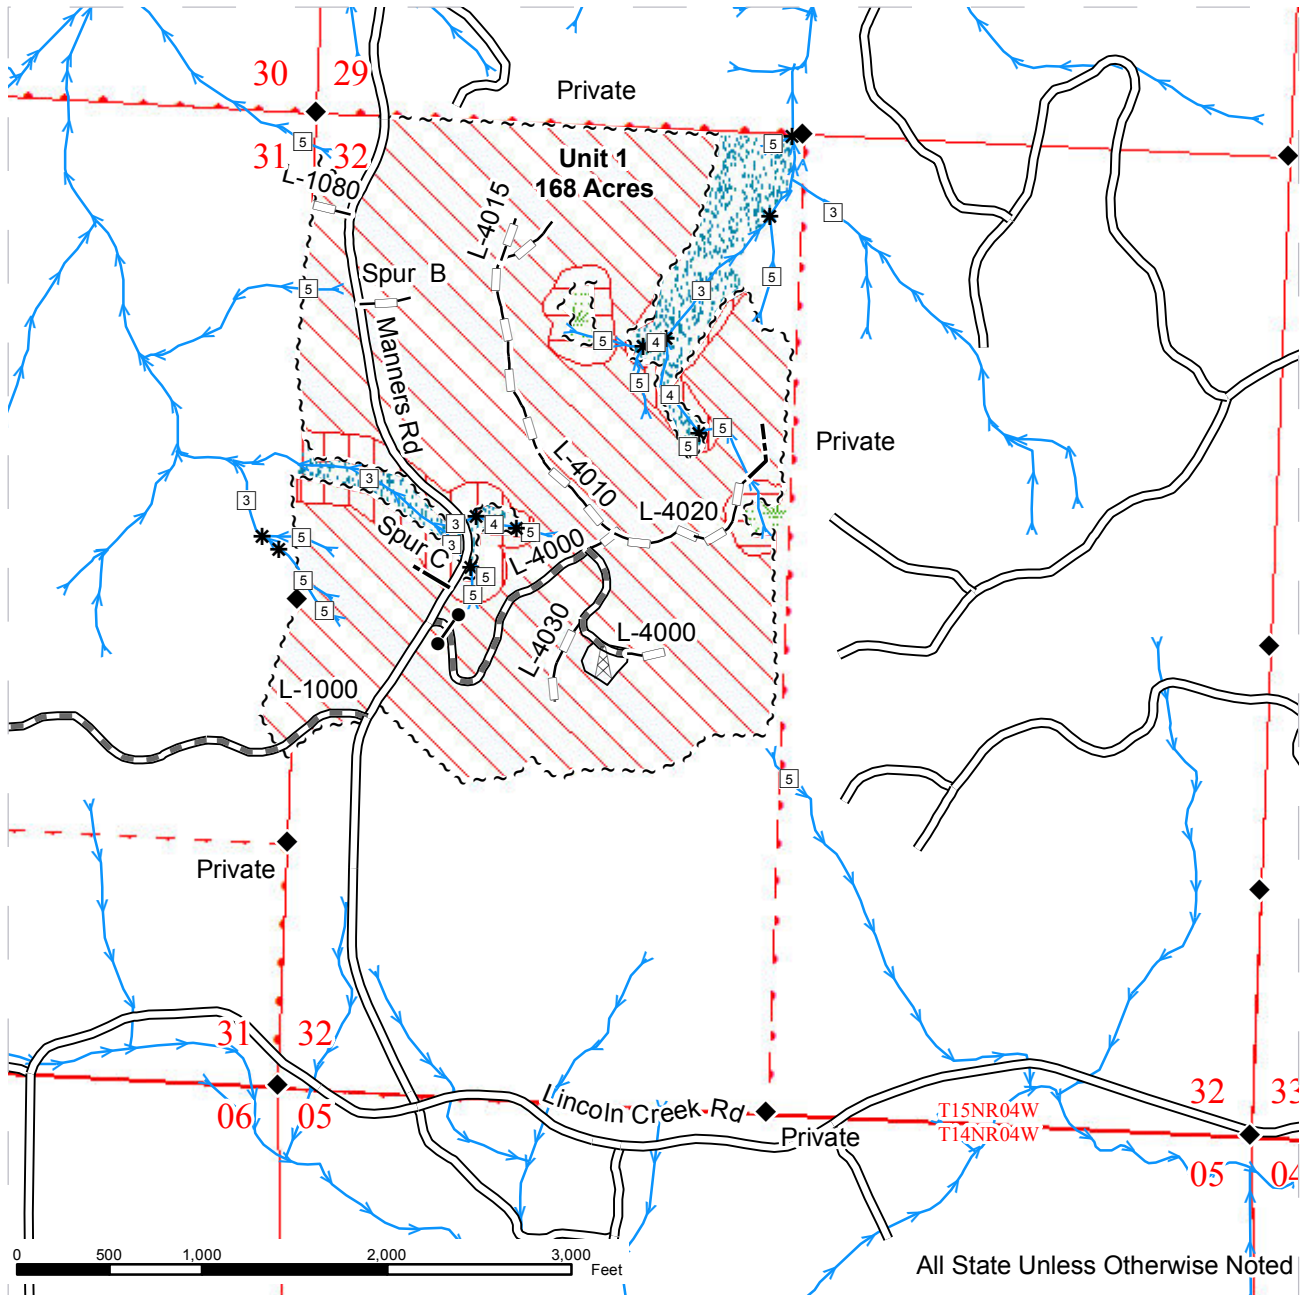 30
29
Private
5
5
Unit 1
168 Acres
31
32
L-1080
L-4015
3
Spur B
5
5
3
Manners Rd
5
4
5
4
5
5
Private
L-4010
3
3
L-4020
3
4
5
5
Spur C
3
L-4000
5
5
5
5
L-4030
L-4000
L-1000
5
Private
31
32
32
33
Lincoln Creek Rd
06
05
T15NR04W
T14NR04W
Private
05
04
0
500
1,000
2,000
3,000
Feet
All State Unless Otherwise Noted